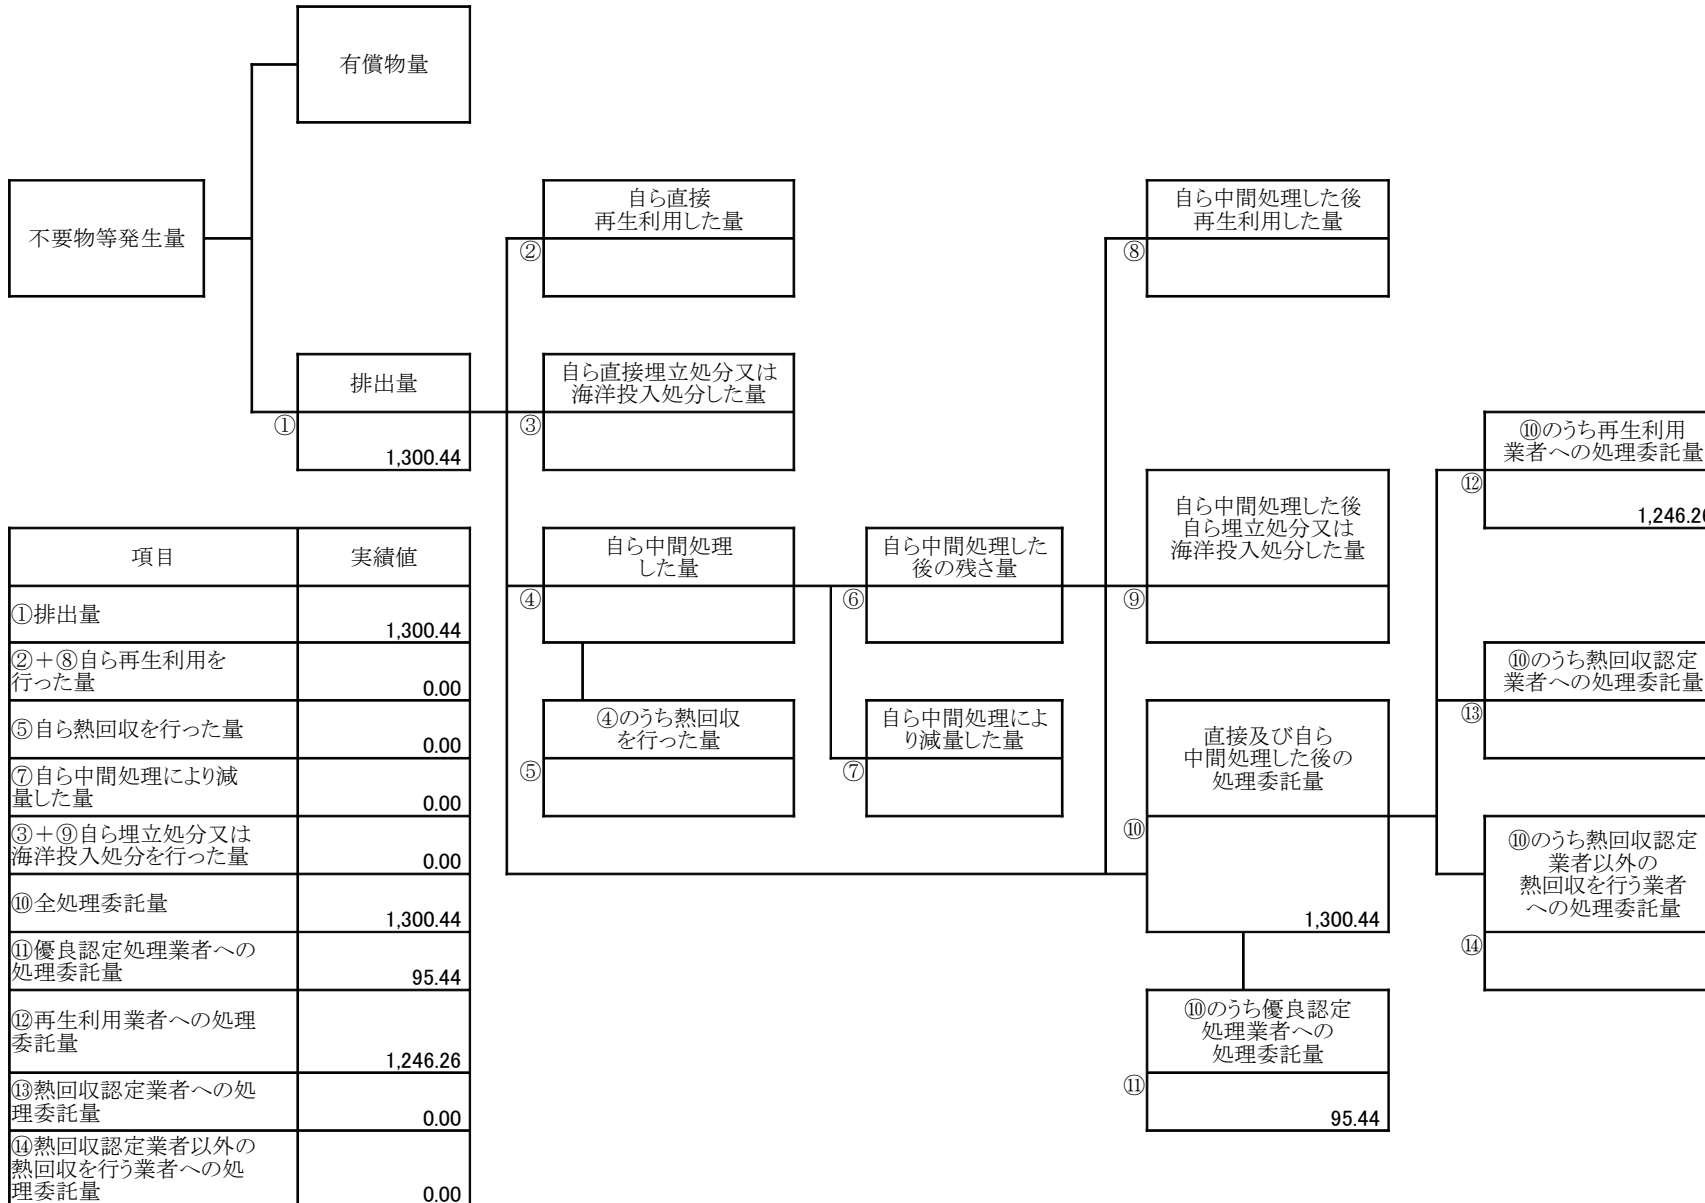 有償物量
不要物等発生量
自ら直接
再生利用した量
②
自ら中間処理した後
再生利用した量
⑧
排出量
①
1,300.44
自ら直接埋立処分又は
海洋投入処分した量
③
⑩のうち再生利用
業者への処理委託量
⑫
1,246.26
自ら中間処理した後
自ら埋立処分又は
海洋投入処分した量
⑨
自ら中間処理
した量
④
自ら中間処理した
後の残さ量
⑥
⑩のうち熱回収認定
業者への処理委託量
⑬
④のうち熱回収
を行った量
⑤
自ら中間処理によ
り減量した量
⑦
直接及び自ら
中間処理した後の
処理委託量
⑩
1,300.44
⑩のうち熱回収認定
業者以外の
熱回収を行う業者
への処理委託量
⑭
⑩のうち優良認定
処理業者への
処理委託量
⑪
95.44
項目 実績値
①排出量 1,300.44
②+⑧自ら再生利用を
行った量 0.00
⑤自ら熱回収を行った量 0.00
⑦自ら中間処理により減
量した量 0.00
③+⑨自ら埋立処分又は
海洋投入処分を行った量 0.00
⑩全処理委託量 1,300.44
⑪優良認定処理業者への
処理委託量 95.44
⑫再生利用業者への処理
委託量 1,246.26
⑬熱回収認定業者への処
理委託量 0.00
⑭熱回収認定業者以外の
熱回収を行う業者への処
理委託量 0.00